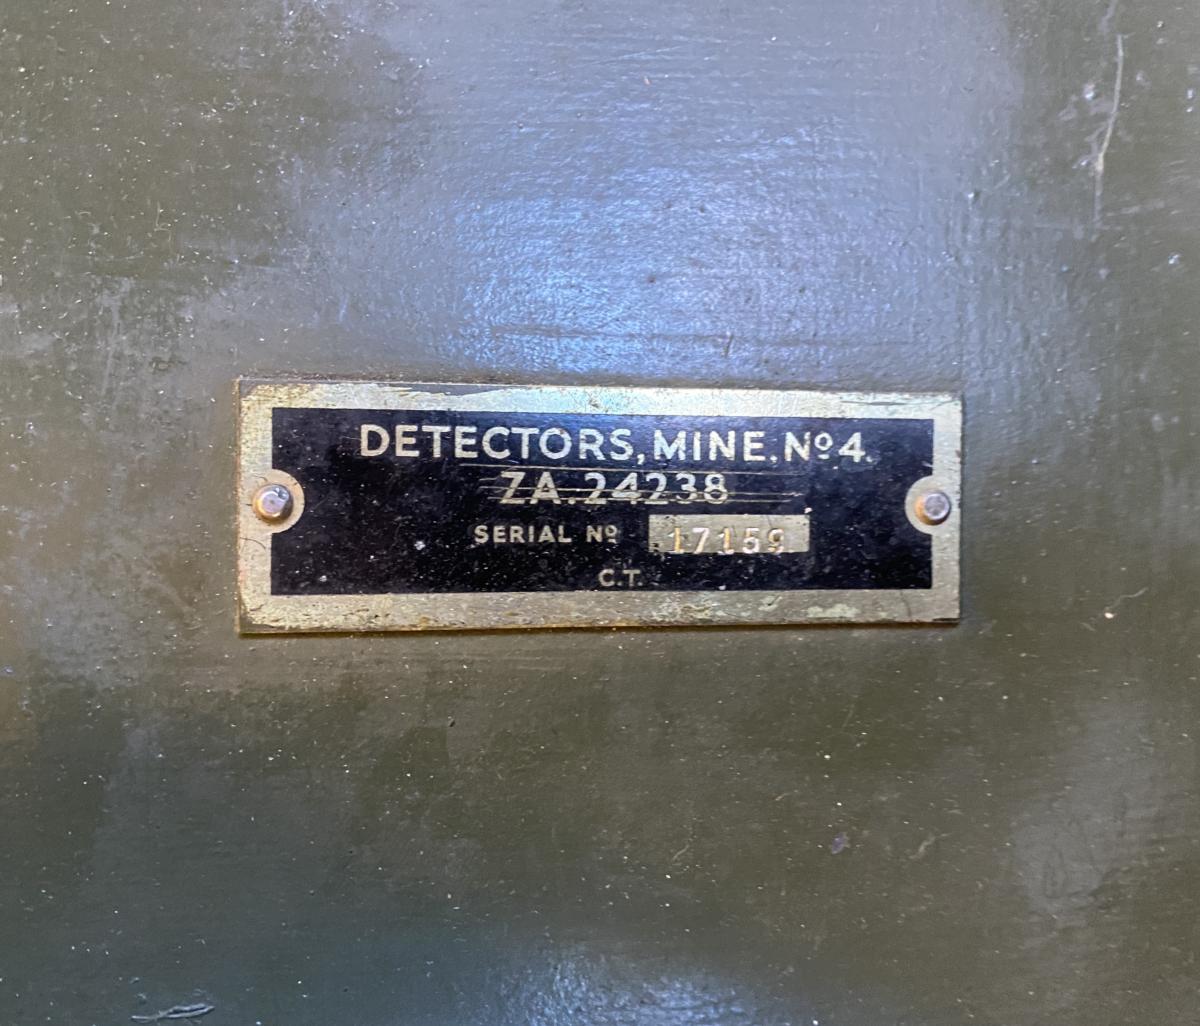 DETECTORS, MINE. Nº 4.
ZA. 24238
SERIAL Nº 17159
C.T.